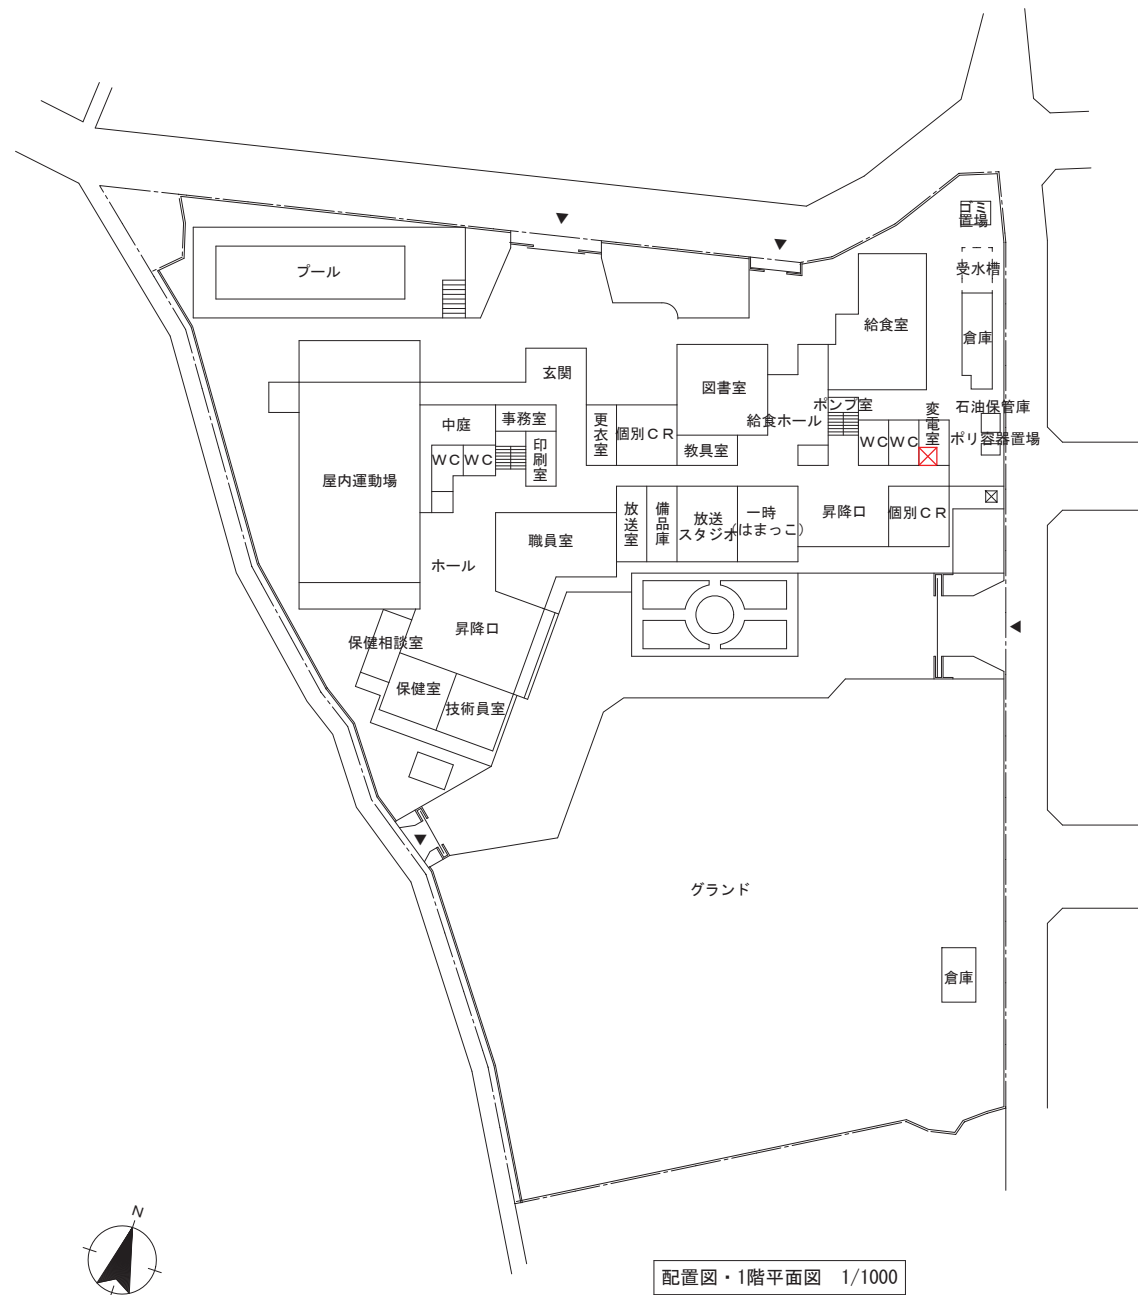 ゴミ
置場
受水槽
プール
給食室
倉庫
玄関
図書室
ポンプ室
変電室
石油保管庫
中庭
事務室
更衣室
個別CR
給食ホール
WC
WC
ポリ容器置場
教具室
WC
WC
印刷室
屋内運動場
放送室
備品庫
放送
スタジオ
一時
(はまっこ)
昇降口
個別CR
職員室
ホール
昇降口
保健相談室
保健室
技術員室
グランド
倉庫
N
配置図・1階平面図 1/1000